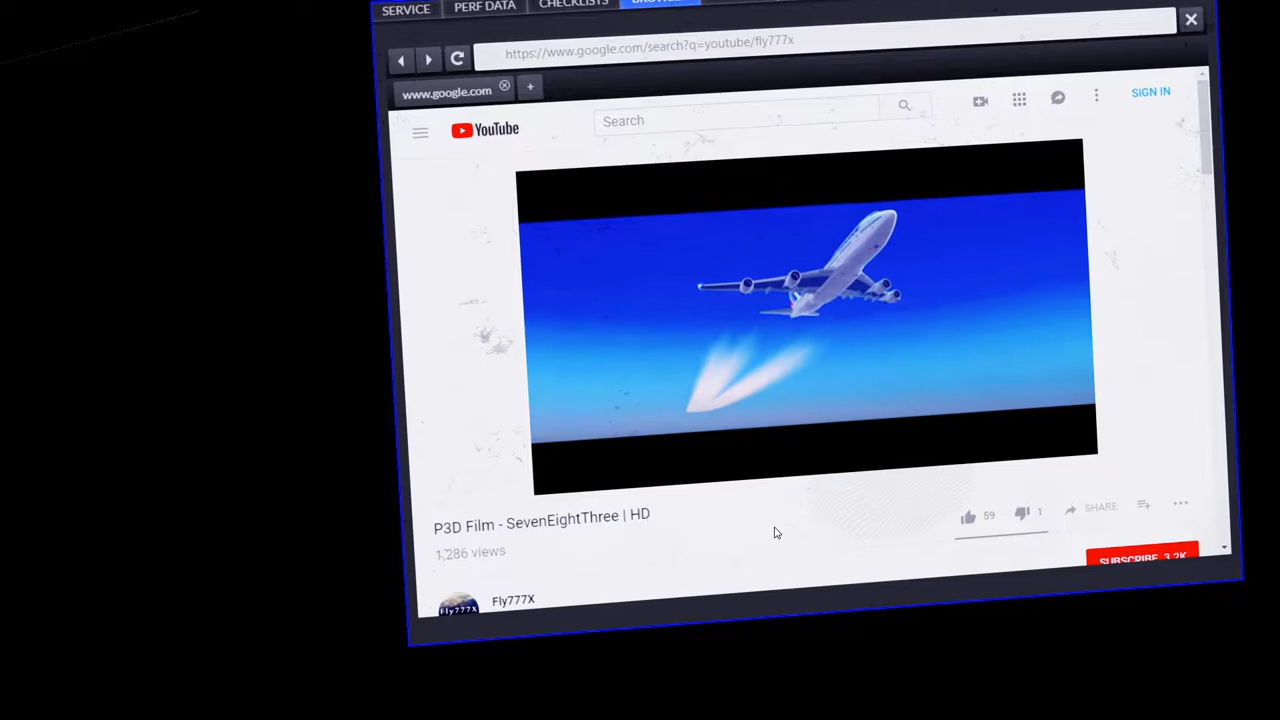 SERVICE PERF DATA CHECKLISTS
https://www.google.com/search?q=youtube/fly777x
www.google.com
YouTube Search SIGN IN
P3D Film - SevenEightThree | HD
1,286 views
59 1 SHARE
SUBSCRIBE 3.2K
Fly777X
Fly777X